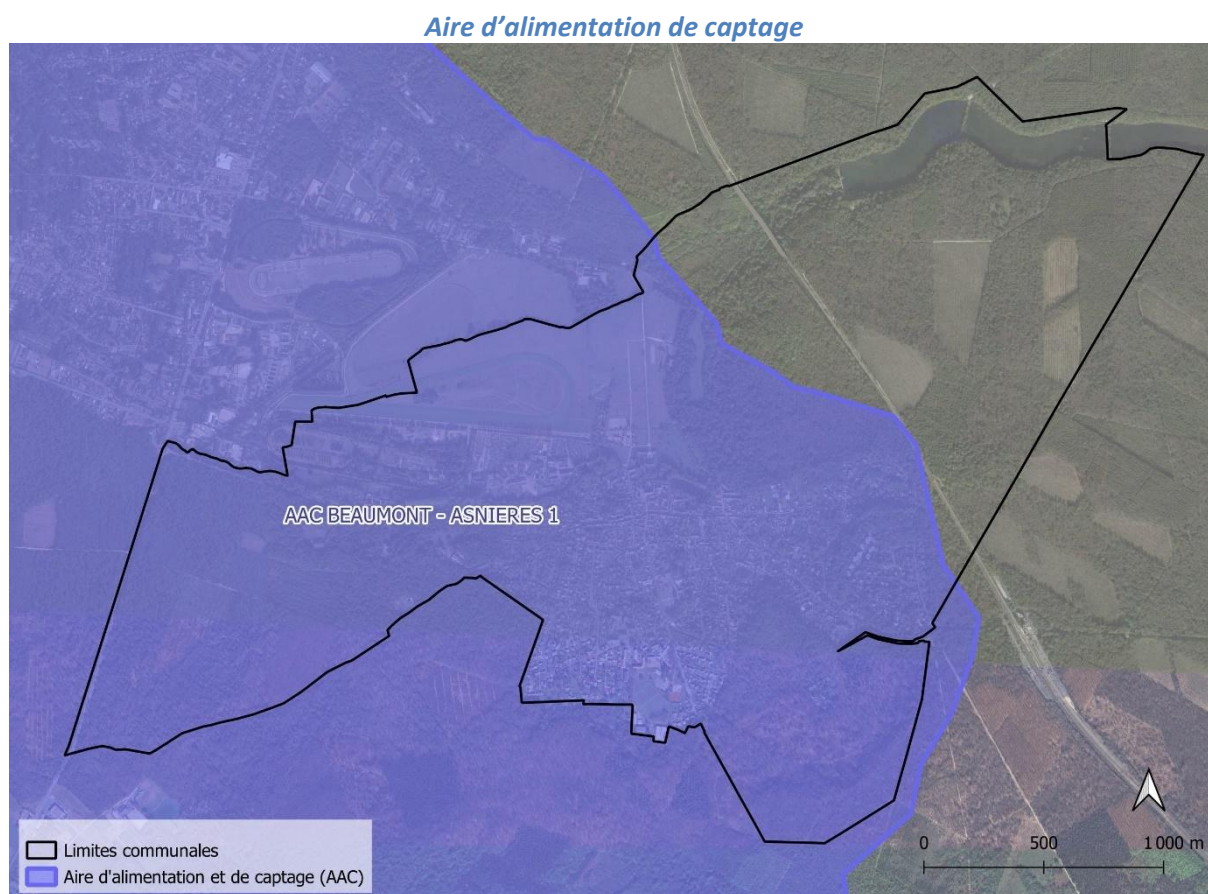 Aire d'alimentation de captage
AAC BEAUMONT - ASNIERES 1
Limites communales
Aire d'alimentation et de captage (AAC)
0 500 1 000 m